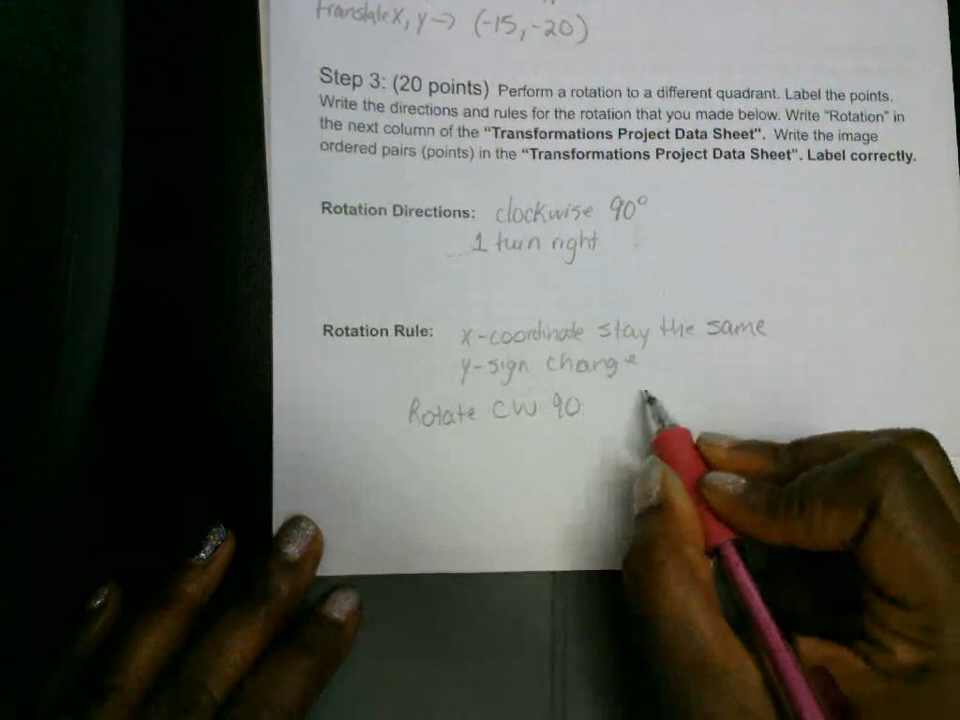 translate x, y → (-15, -20)
Step 3: (20 points) Perform a rotation to a different quadrant. Label the points.
Write the directions and rules for the rotation that you made below. Write "Rotation" in
the next column of the "Transformations Project Data Sheet". Write the image
ordered pairs (points) in the "Transformations Project Data Sheet". Label correctly.
Rotation Directions: clockwise 90°
1 turn right
Rotation Rule: x-coordinate stay the same
y-sign change
Rotate CW 90